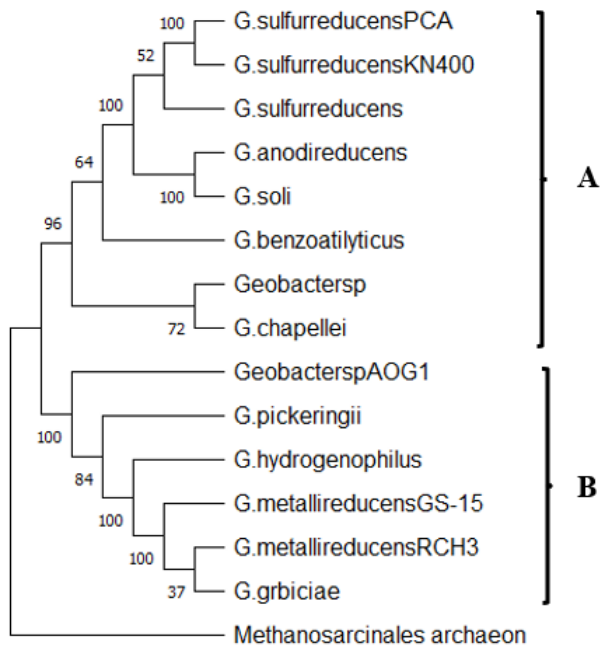 100
G.sulfurreducensPCA
G.sulfurreducensKN400
52
G.sulfurreducens
100
G.anodireducens
A
64
100
G.soli
96
G.benzoatilyticus
Geobactersp
72
G.chapellei
GeobacterspAOG1
100
G.pickeringii
84
G.hydrogenophilus
B
100
G.metallireducensGS-15
100
G.metallireducensRCH3
37
G.grbiciae
Methanosarcinales archaeon